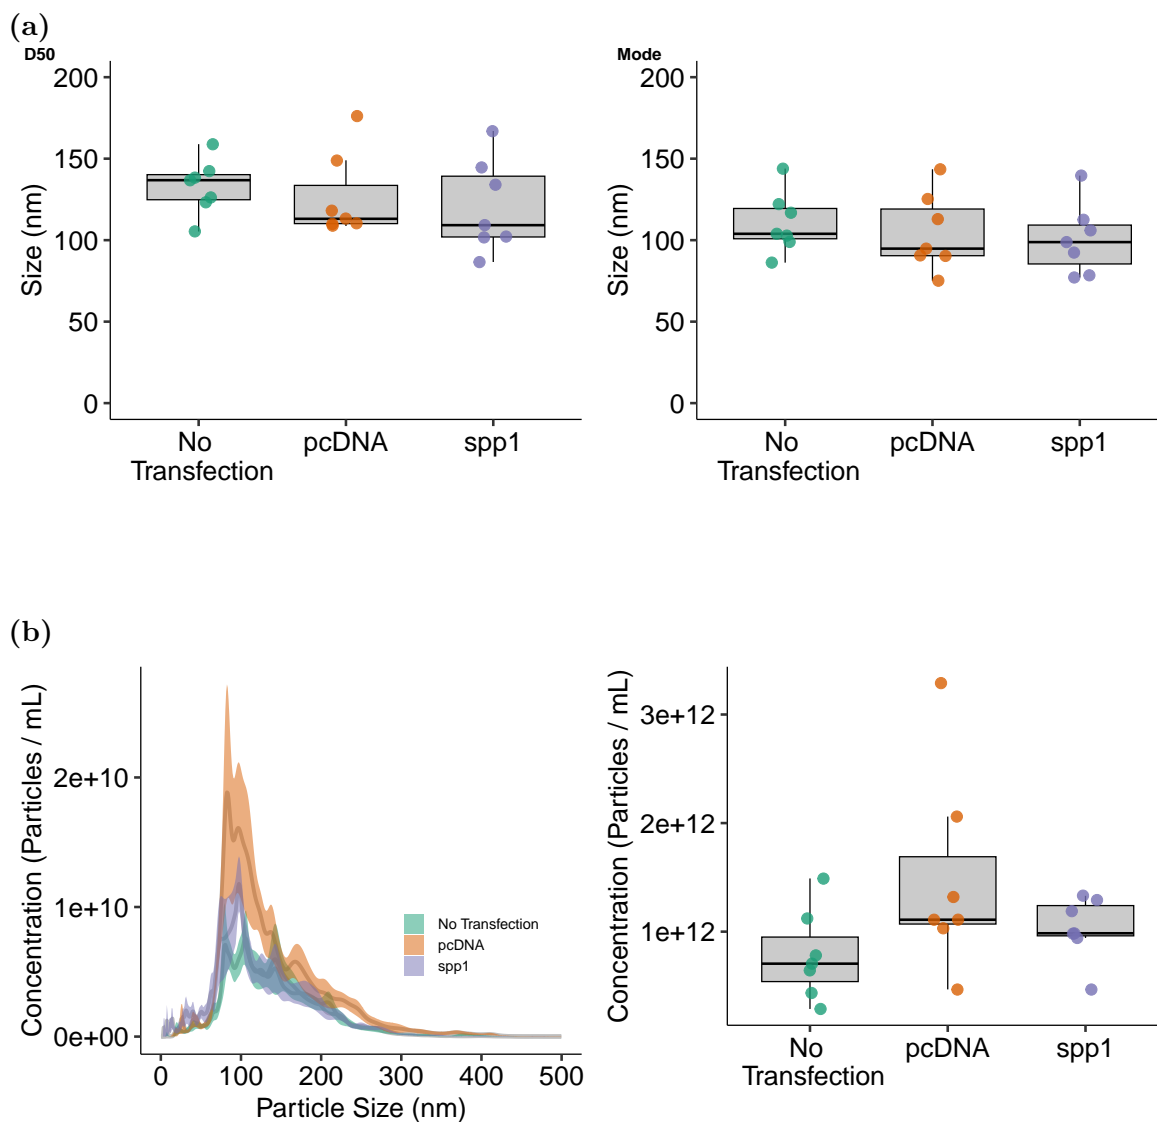 (a)
D50
Size (nm)
200
150
100
50
0
No
Transfection
pcDNA
spp1
Mode
Size (nm)
200
150
100
50
0
No
Transfection
pcDNA
spp1
(b)
Concentration (Particles / mL)
2e+10
1e+10
0e+00
0
100
200
300
400
500
Particle Size (nm)
No Transfection
pcDNA
spp1
Concentration (Particles / mL)
3e+12
2e+12
1e+12
No
Transfection
pcDNA
spp1